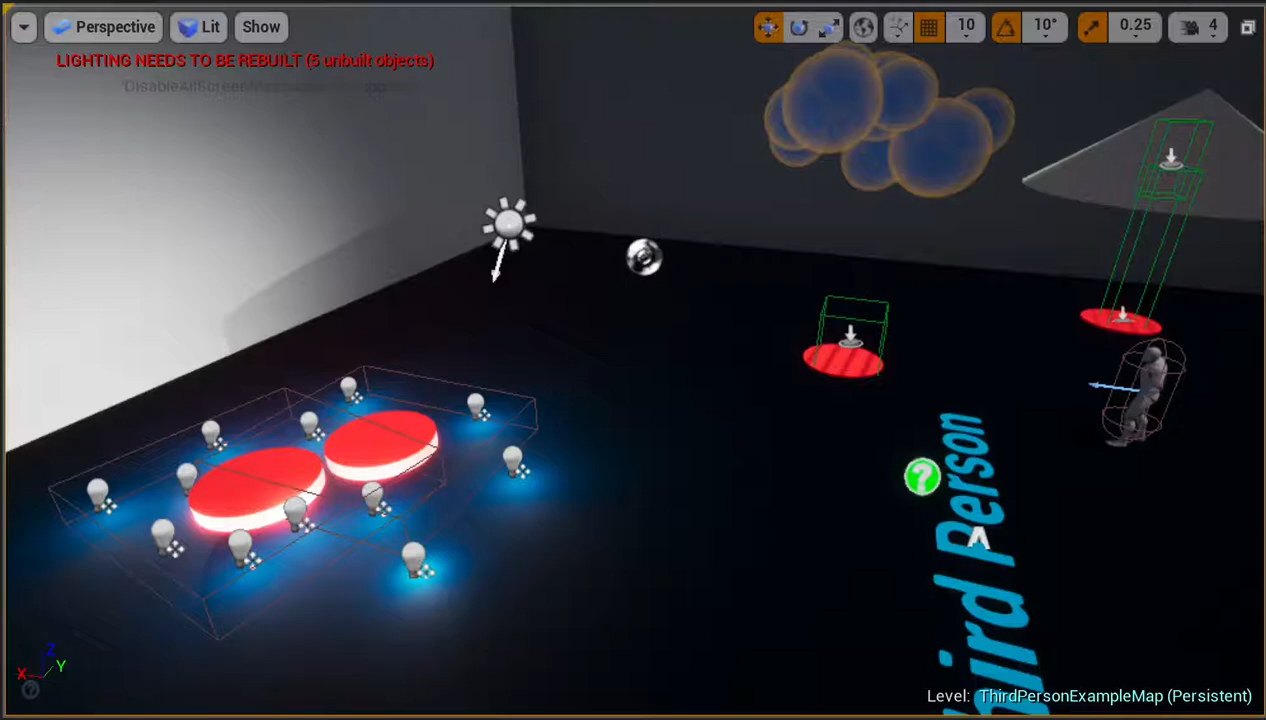 Perspective Lit Show 10 10° 0.25 4
LIGHTING NEEDS TO BE REBUILT (5 unbuilt objects)
?
Person
hird
Z
X Y
?
Level: ThirdPersonExampleMap (Persistent)